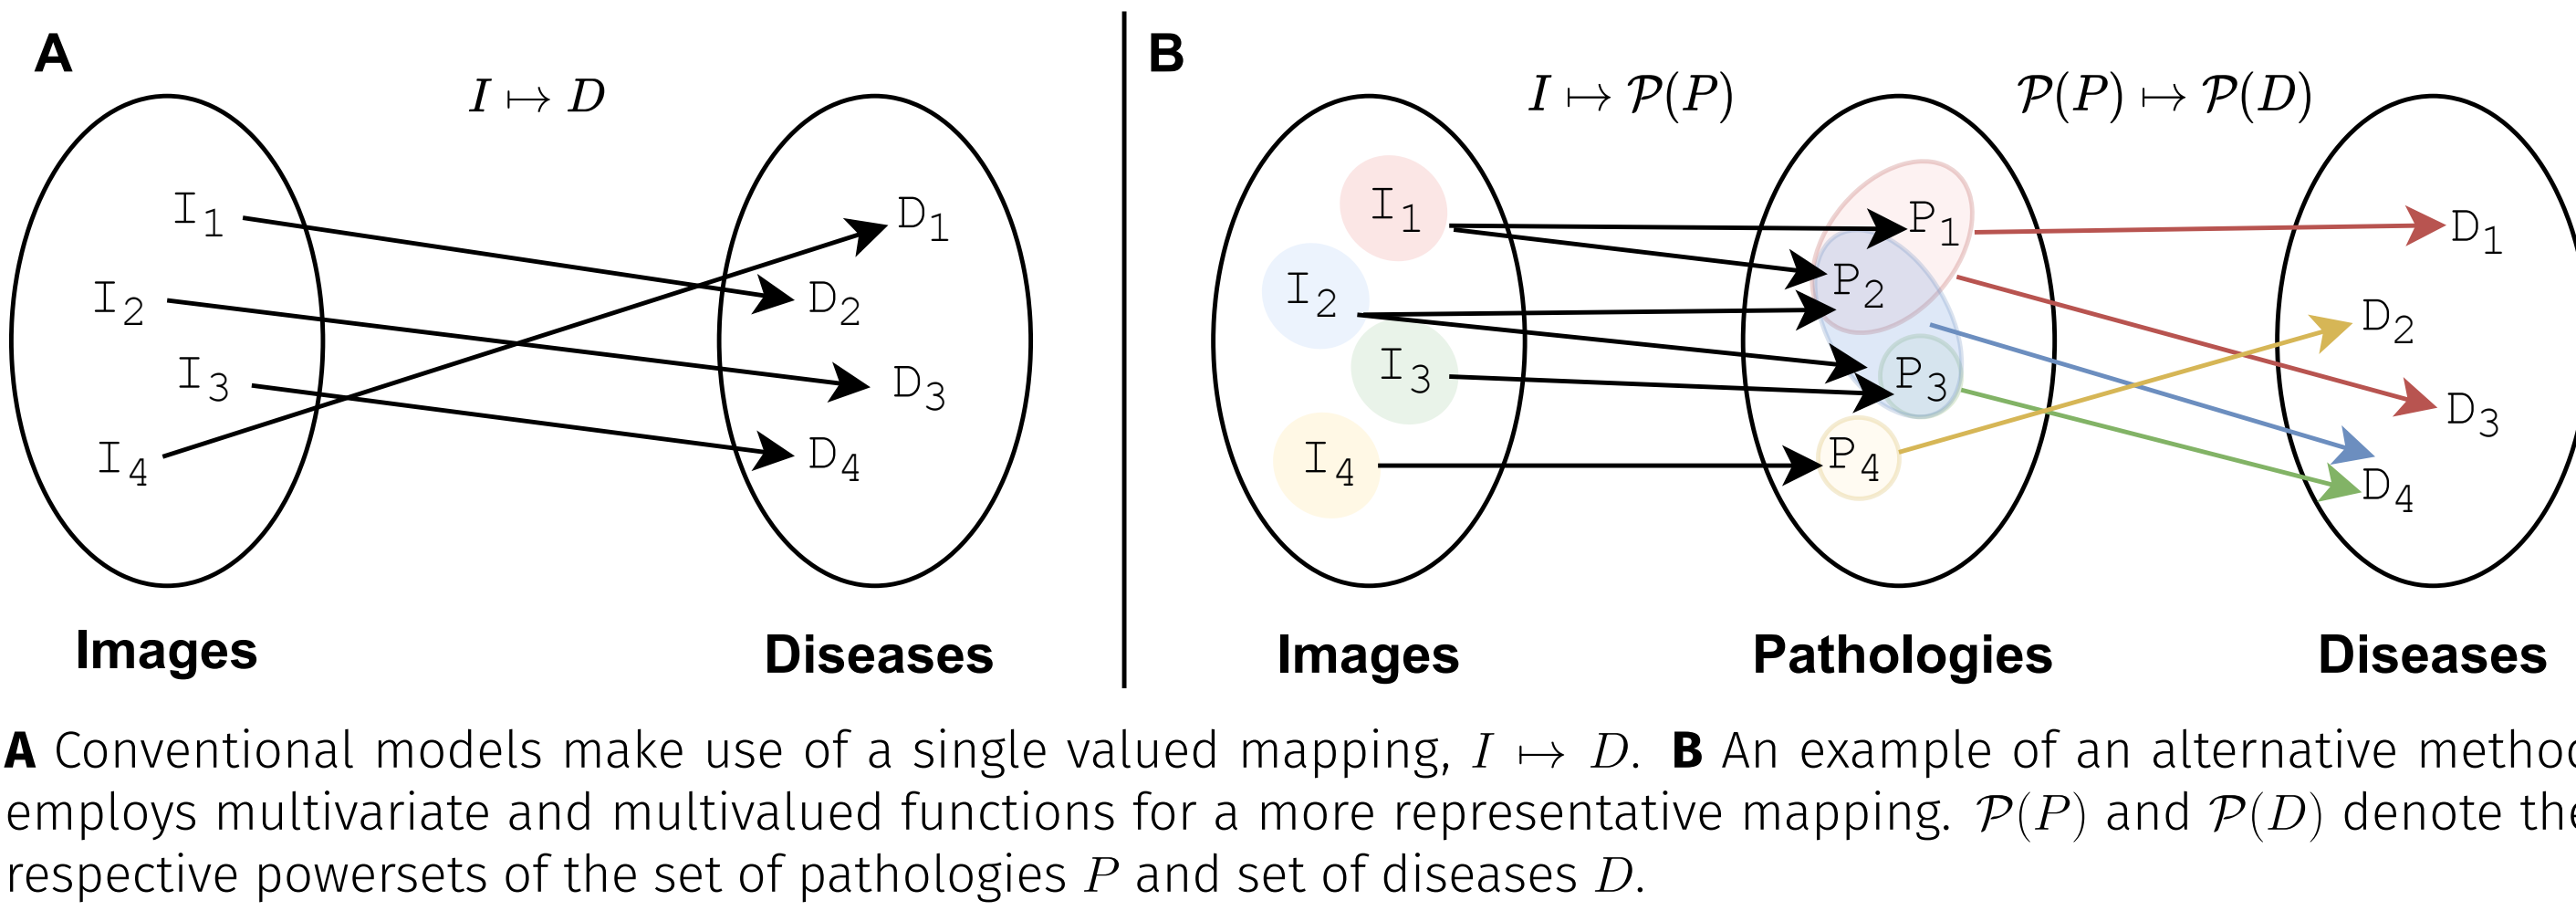 A
I ↦ D
I1
I2
I3
I4
D1
D2
D3
D4
Images
Diseases
B
I ↦ 𝒫(P)
𝒫(P) ↦ 𝒫(D)
I1
I2
I3
I4
P1
P2
P3
P4
D1
D2
D3
D4
Images
Pathologies
Diseases
A Conventional models make use of a single valued mapping, I ↦ D. B An example of an alternative
employs multivariate and multivalued functions for a more representative mapping. 𝒫(P) and 𝒫(D) denote
respective powersets of the set of pathologies P and set of diseases D.